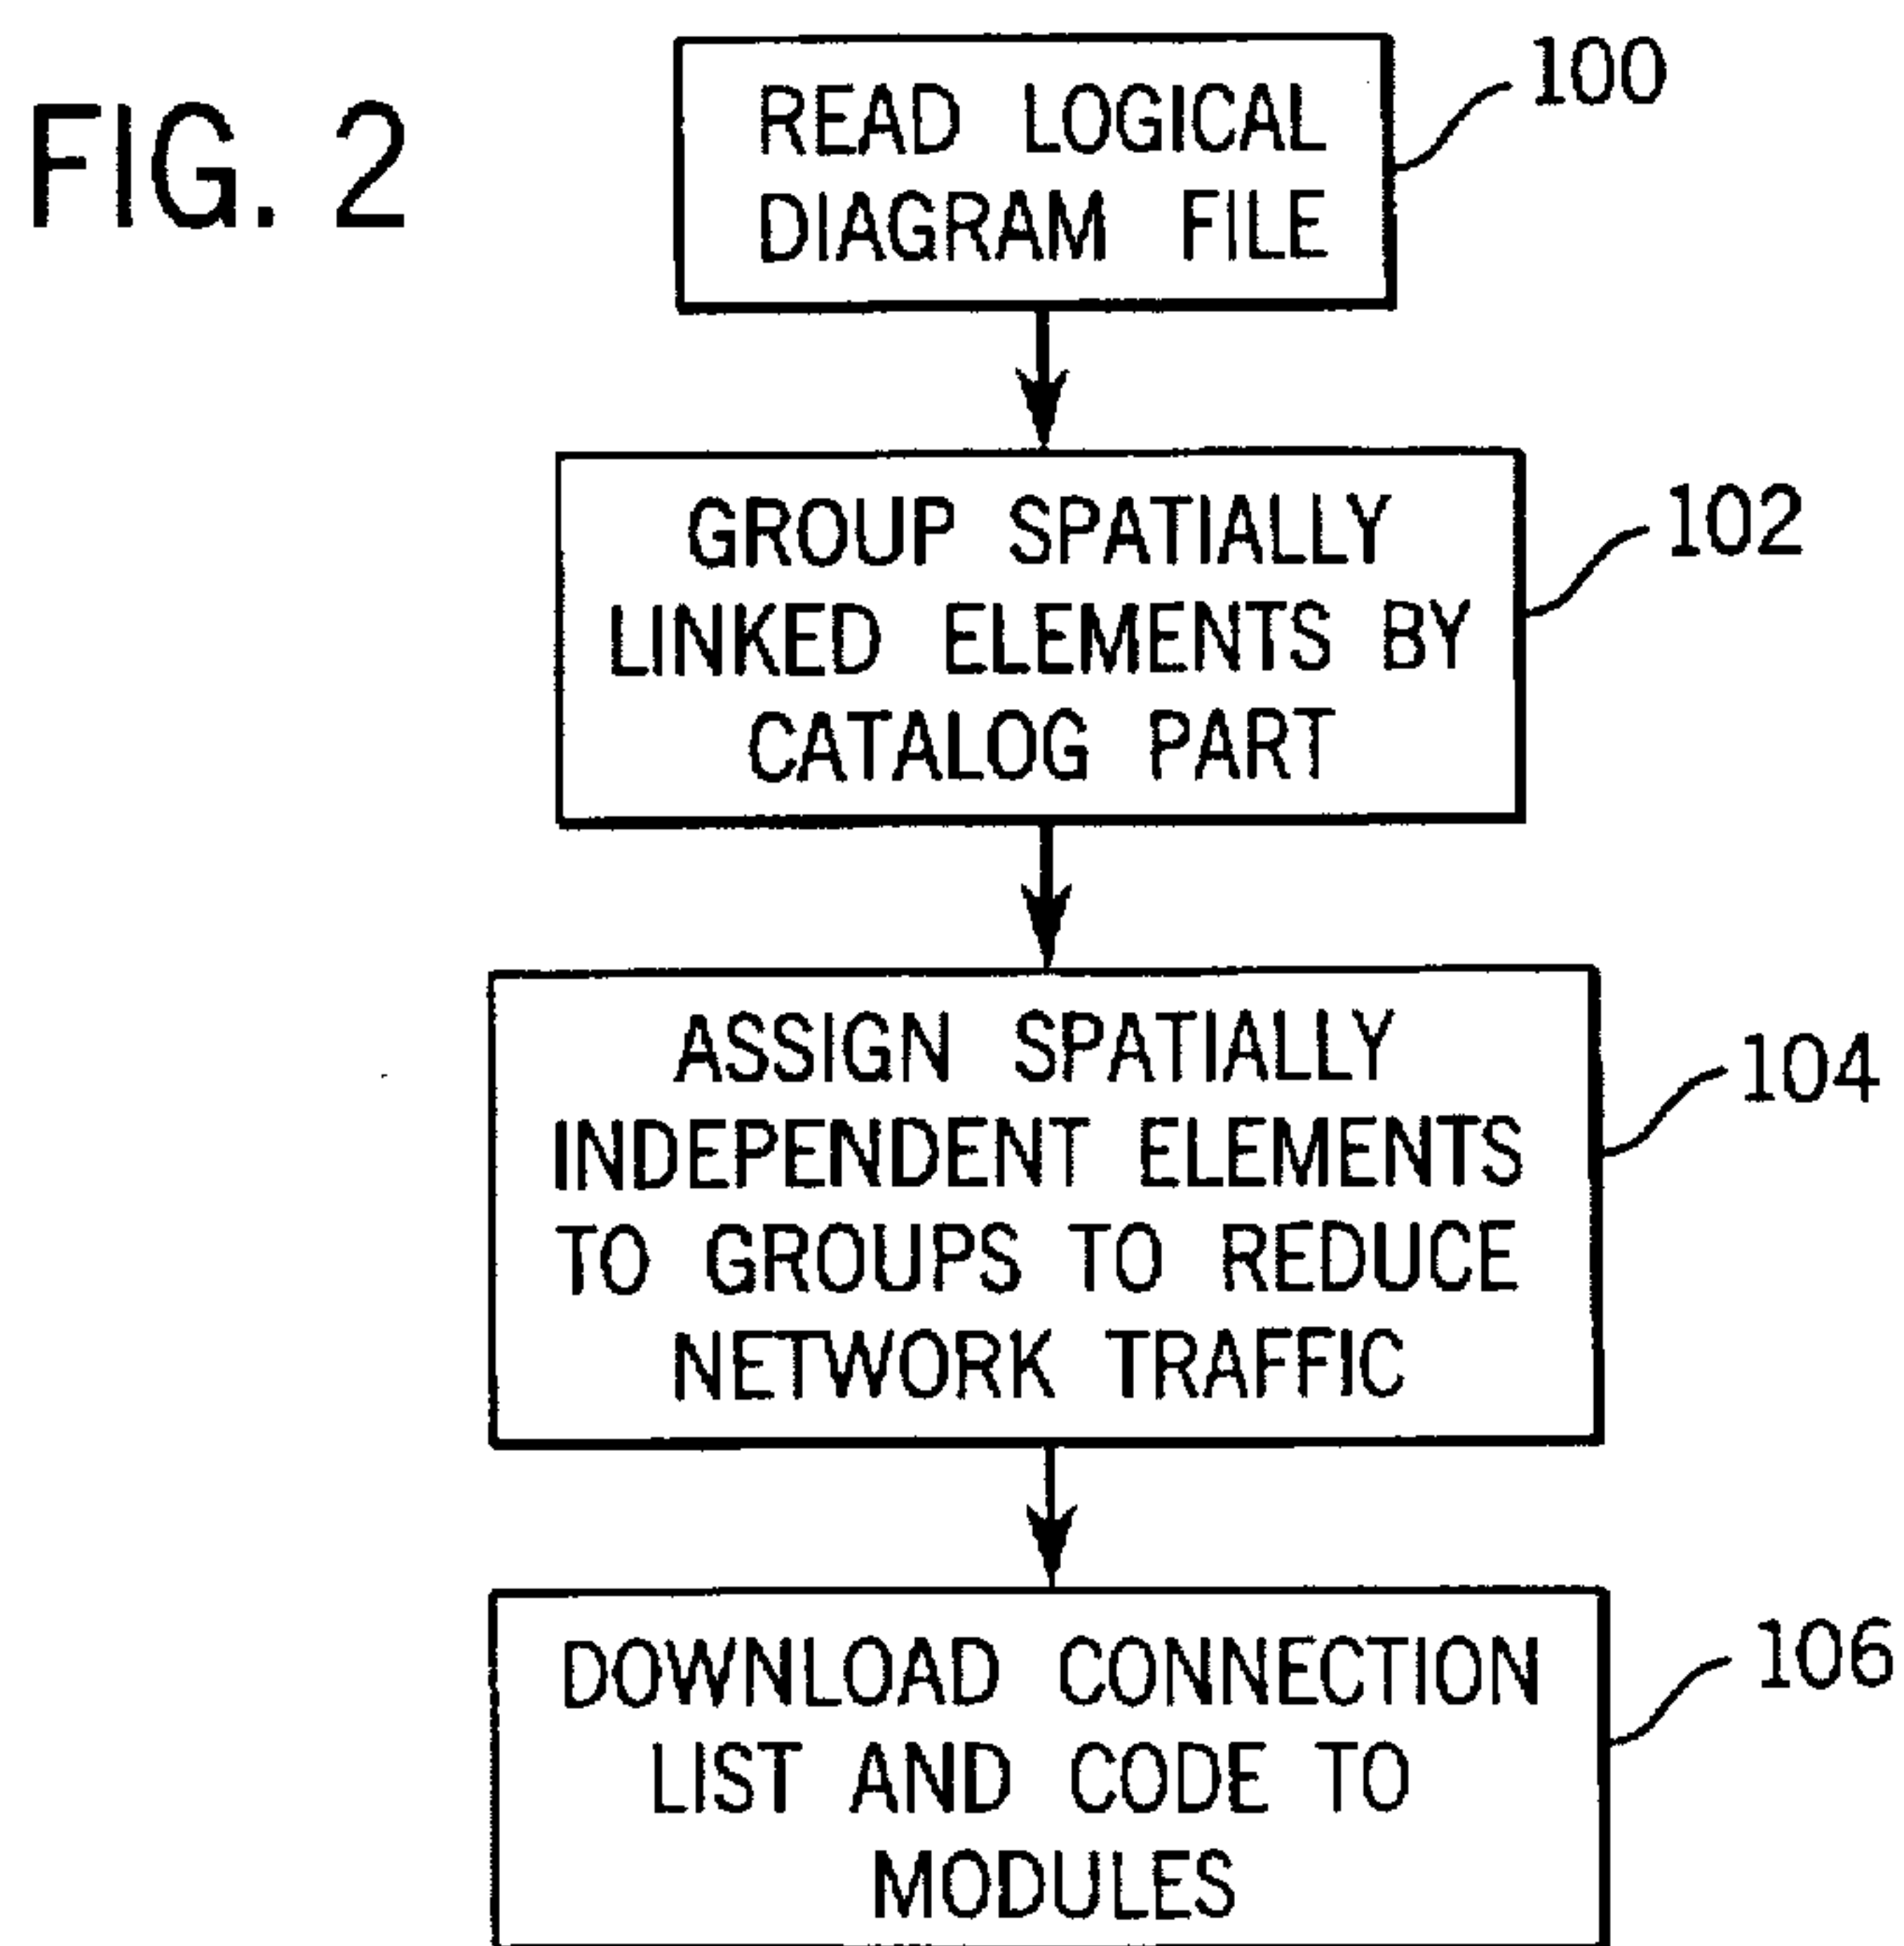 FIG. 2
READ LOGICAL
DIAGRAM FILE
100
GROUP SPATIALLY
LINKED ELEMENTS BY
CATALOG PART
102
ASSIGN SPATIALLY
INDEPENDENT ELEMENTS
TO GROUPS TO REDUCE
NETWORK TRAFFIC
104
DOWNLOAD CONNECTION
LIST AND CODE TO
MODULES
106